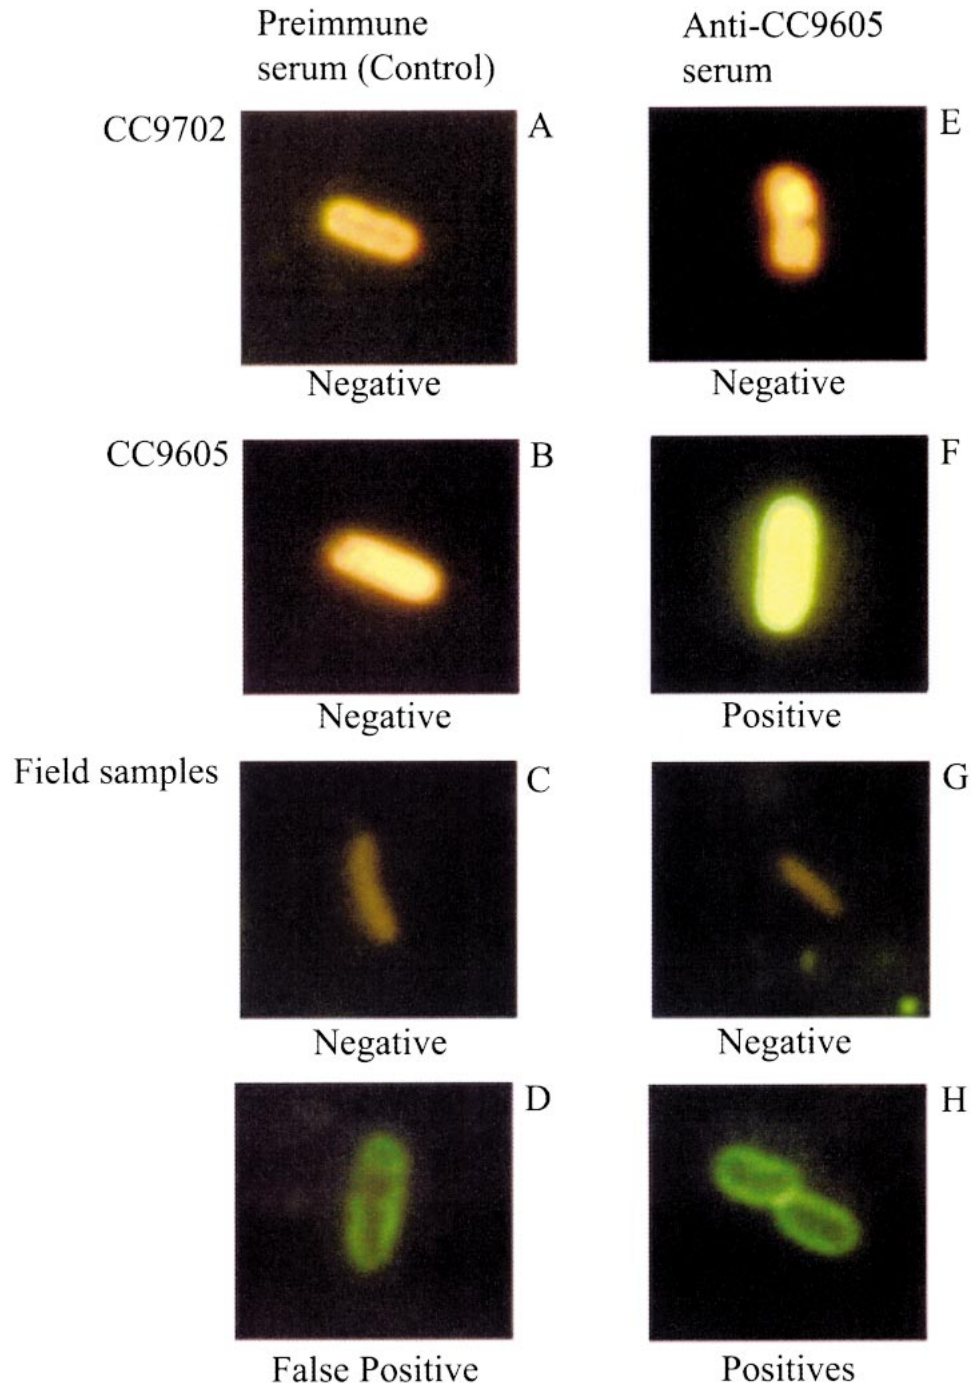 Preimmune
serum (Control)
Anti-CC9605
serum
CC9702
A
E
Negative
Negative
CC9605
B
F
Negative
Positive
Field samples
C
G
Negative
Negative
D
H
False Positive
Positives